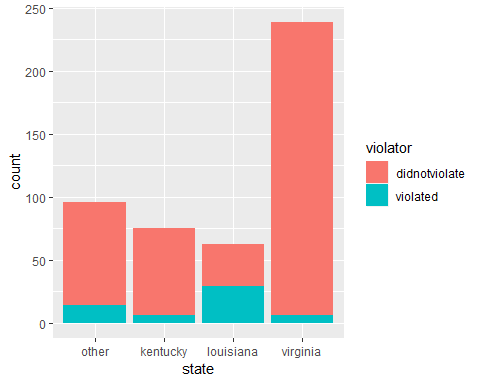 250
200
150
100
50
0
count
other kentucky louisiana virginia
state
violator
didnotviolate
violated